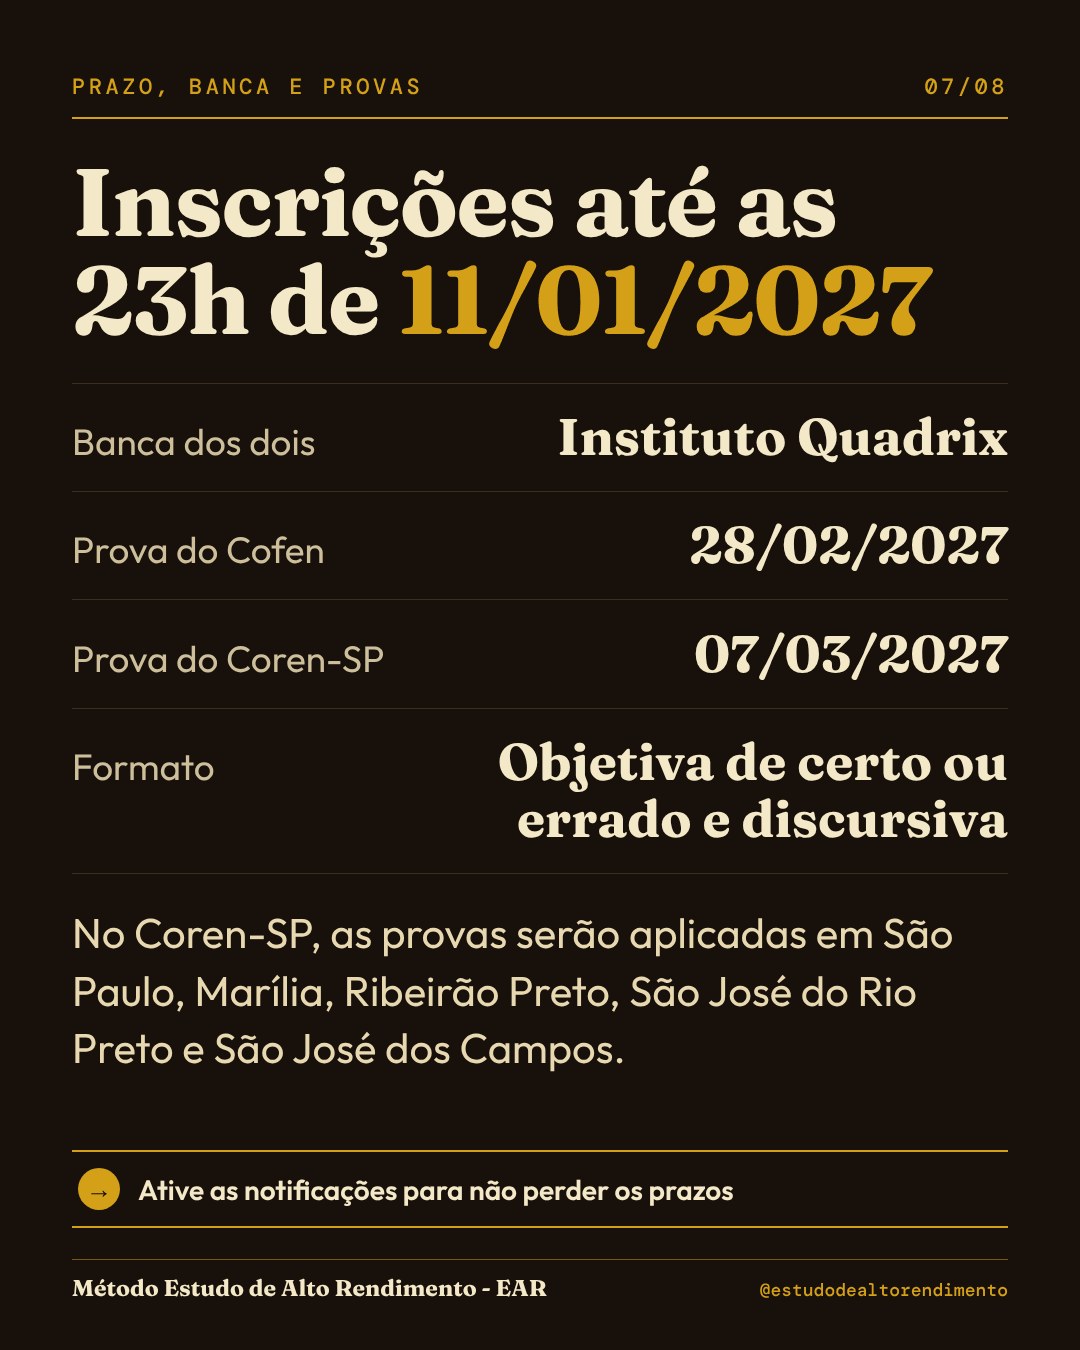 PRAZO, BANCA E PROVAS 07/08
Inscrições até as
23h de 11/01/2027
Banca dos dois Instituto Quadrix
Prova do Cofen 28/02/2027
Prova do Coren-SP 07/03/2027
Formato Objetiva de certo ou
errado e discursiva
No Coren-SP, as provas serão aplicadas em São
Paulo, Marília, Ribeirão Preto, São José do Rio
Preto e São José dos Campos.
→ Ative as notificações para não perder os prazos
Método Estudo de Alto Rendimento - EAR @estudodealtorendimento